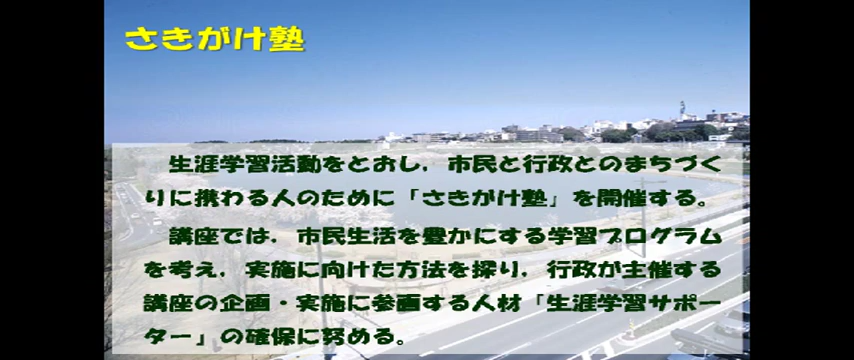 さきがけ塾
生涯学習活動をとおし，市民と行政とのまちづく
りに携わる人のために「さきがけ塾」を開催する。
講座では，市民生活を豊かにする学習プログラム
を考え，実施に向けた方法を探り，行政が主催する
講座の企画・実施に参画する人材「生涯学習サポー
ター」の確保に努める。